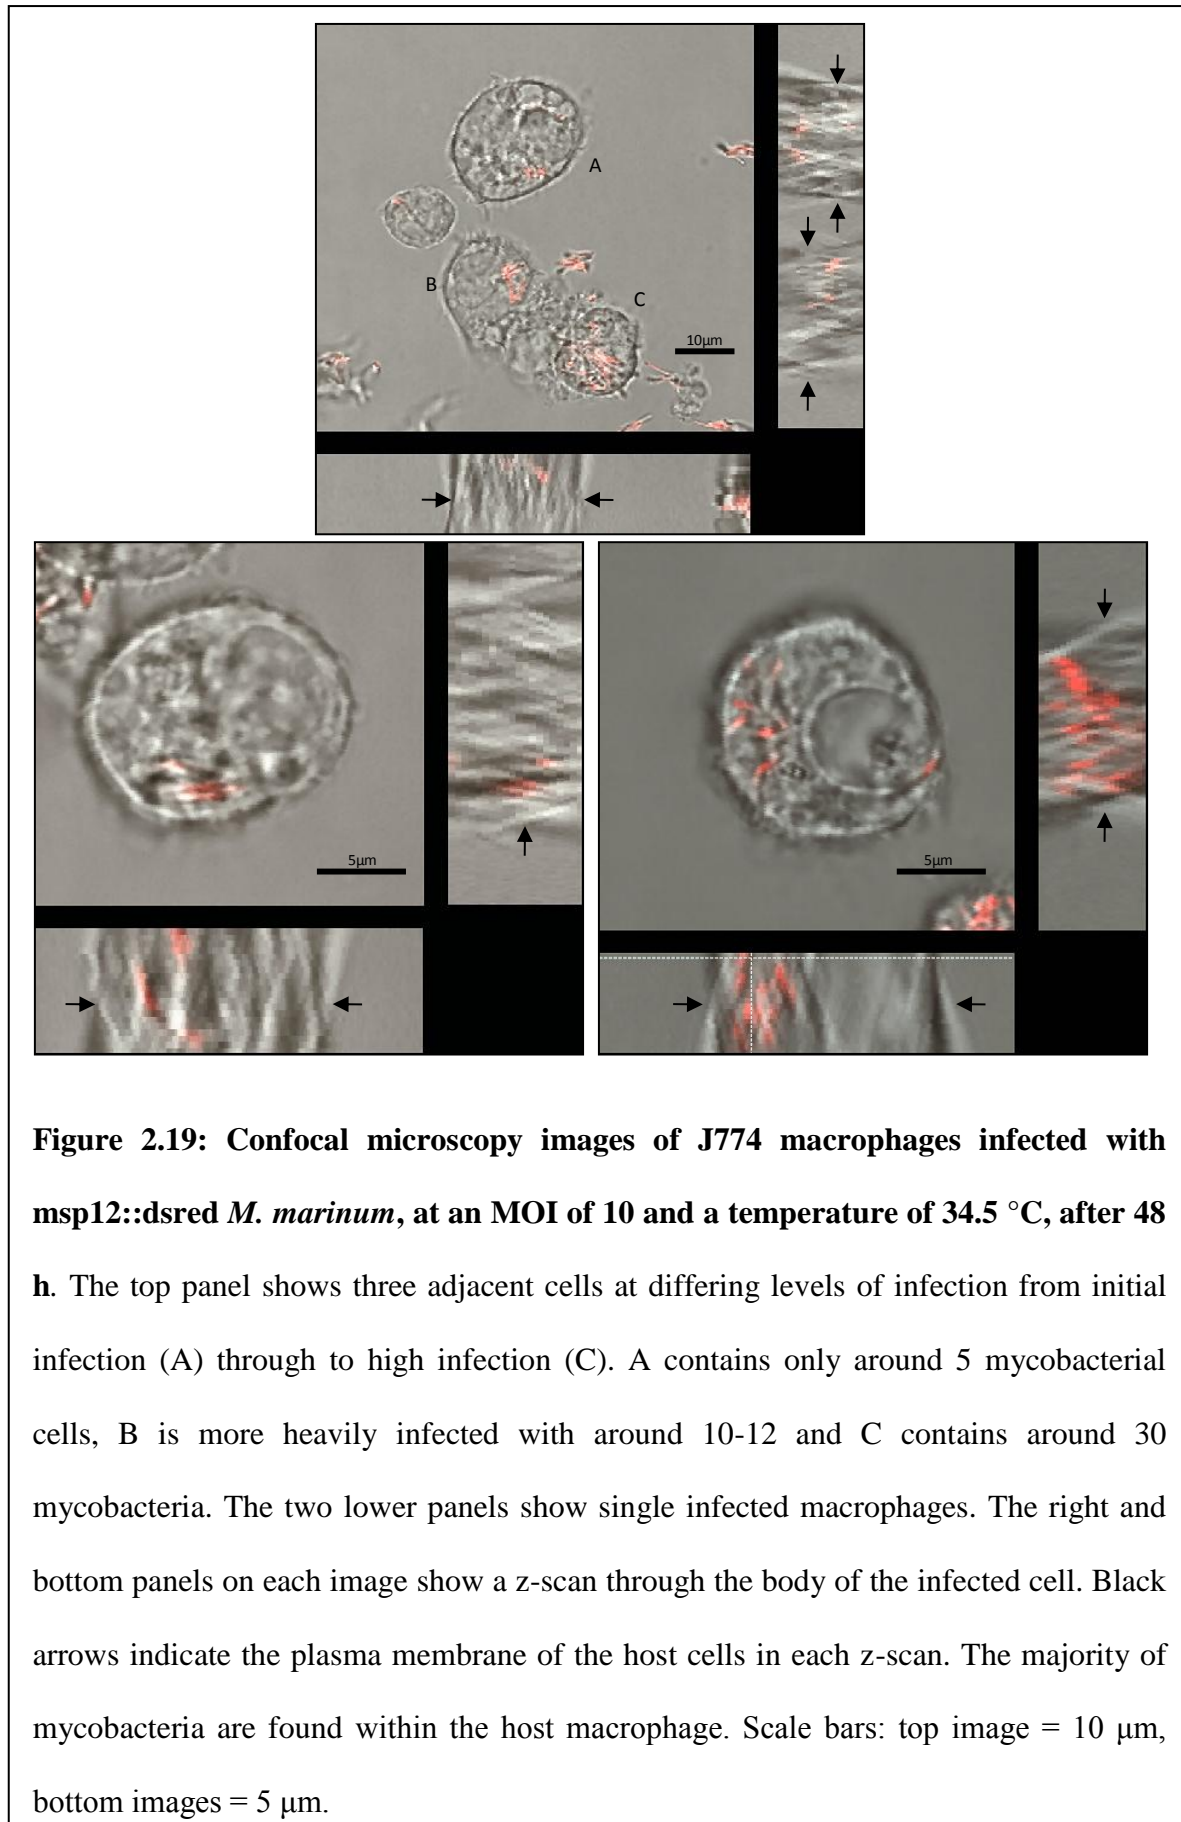 A
B
C
10µm
5µm
5µm
Figure 2.19: Confocal microscopy images of J774 macrophages infected with
msp12::dsred M. marinum, at an MOI of 10 and a temperature of 34.5 °C, after 48
h. The top panel shows three adjacent cells at differing levels of infection from initial
infection (A) through to high infection (C). A contains only around 5 mycobacterial
cells, B is more heavily infected with around 10-12 and C contains around 30
mycobacteria. The two lower panels show single infected macrophages. The right and
bottom panels on each image show a z-scan through the body of the infected cell. Black
arrows indicate the plasma membrane of the host cells in each z-scan. The majority of
mycobacteria are found within the host macrophage. Scale bars: top image = 10 μm,
bottom images = 5 μm.